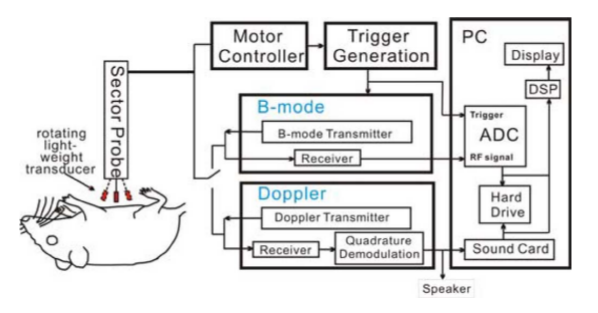 Motor
Controller
Trigger
Generation
PC
Display
DSP
Sector Probe
rotating
light-
weight
transducer
B-mode
B-mode Transmitter
Receiver
Trigger
ADC
RF signal
Hard
Drive
Doppler
Doppler Transmitter
Receiver
Quadrature
Demodulation
Sound Card
Speaker